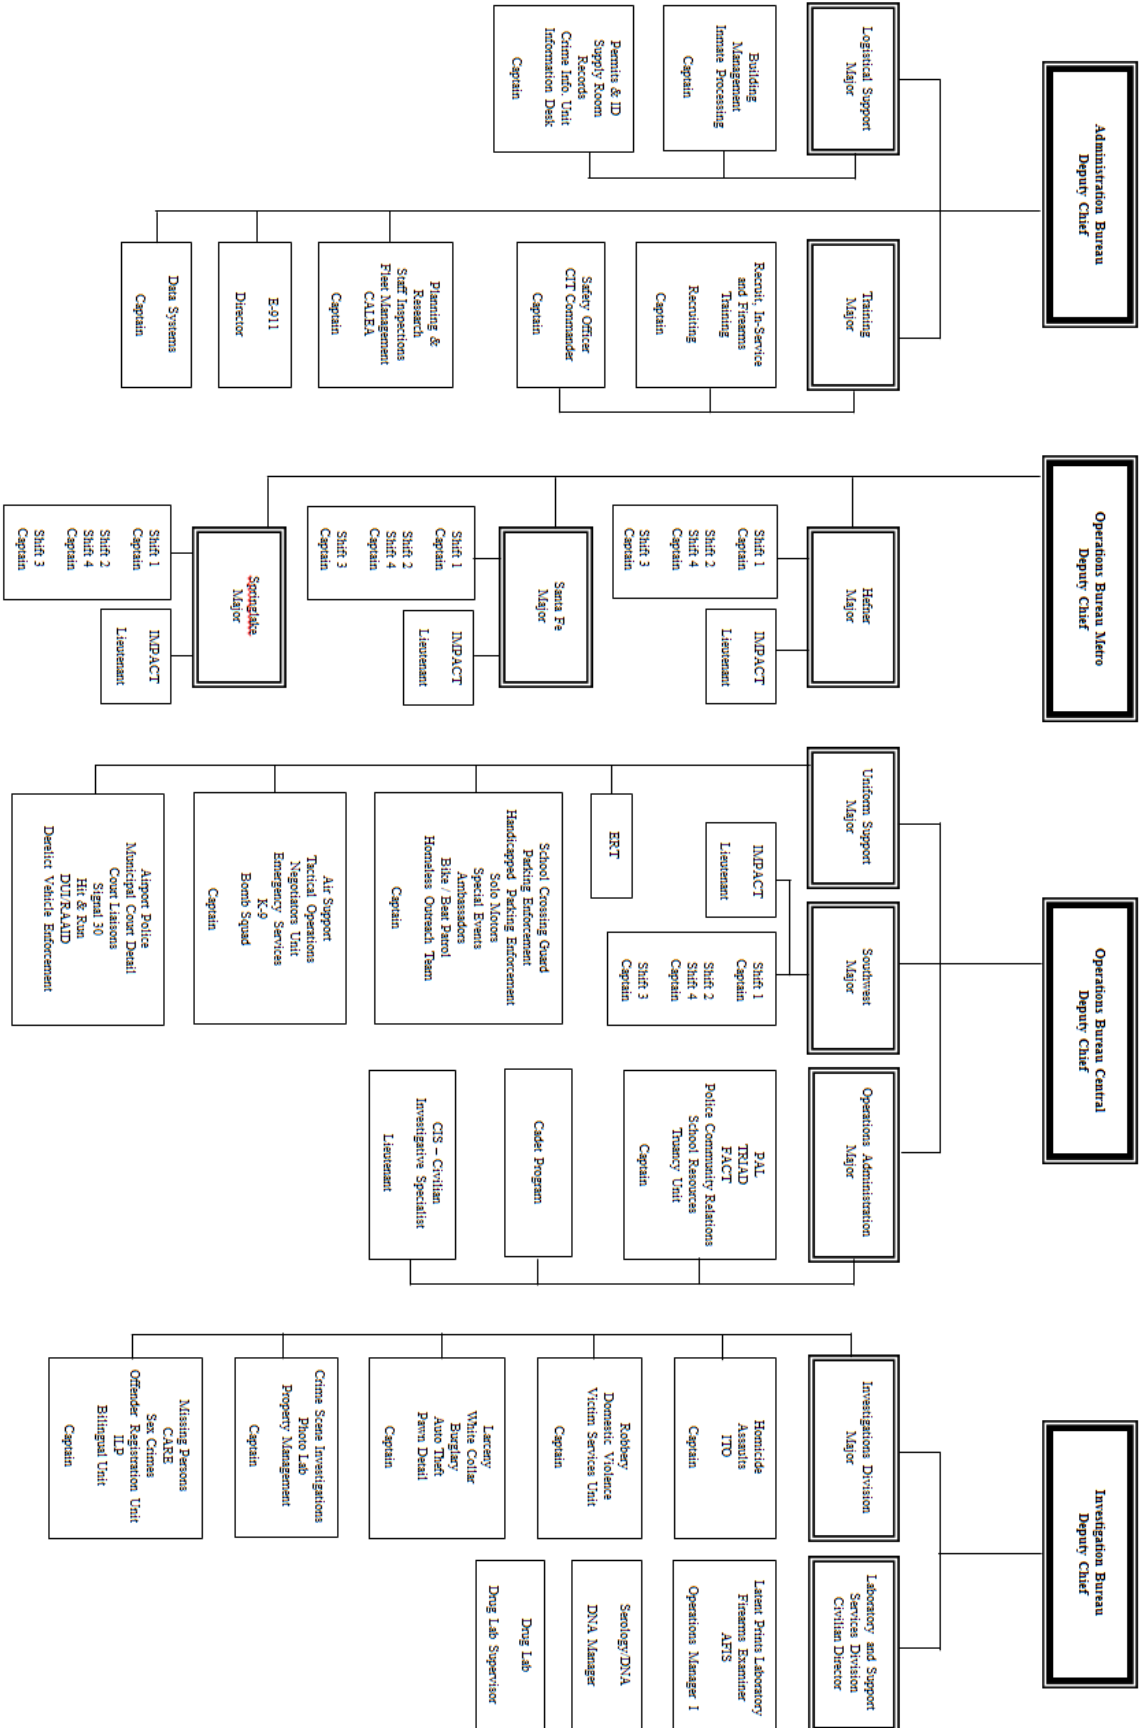 Administration Bureau
Deputy Chief
Logistical Support
Major
Building
Management
Inmate Processing
Captain
Permits & ID
Supply Room
Records
Crime Info. Unit
Information Desk
Captain
Training
Major
Recruit, In-Service
and Firearms
Training
Recruiting
Captain
Safety Officer
CIT Commander
Captain
Planning &
Research
Staff Inspections
Fleet Management
CALEA
Captain
E-911
Director
Data Systems
Captain
Operations Bureau Metro
Deputy Chief
Hefner
Major
Shift 1
Captain
Shift 2
Shift 4
Captain
Shift 3
Captain
IMPACT
Lieutenant
Santa Fe
Major
Shift 1
Captain
Shift 2
Shift 4
Captain
Shift 3
Captain
IMPACT
Lieutenant
Springlake
Major
Shift 1
Captain
Shift 2
Shift 4
Captain
Shift 3
Captain
IMPACT
Lieutenant
Operations Bureau Central
Deputy Chief
Uniform Support
Major
ERT
School Crossing Guard
Parking Enforcement
Handicapped Parking Enforcement
Solo Motors
Special Events
Ambassadors
Bike / Beat Patrol
Homeless Outreach Team
Captain
Air Support
Tactical Operations
Negotiators Unit
Emergency Services
K-9
Bomb Squad
Captain
Airport Police
Municipal Court Detail
Court Liaisons
Signal 30
Hit & Run
DUI/RAAID
Derelict Vehicle Enforcement
Southwest
Major
IMPACT
Lieutenant
Shift 1
Captain
Shift 2
Shift 4
Captain
Shift 3
Captain
Operations Administration
Major
PAL
TRIAD
FACT
Police Community Relations
School Resources
Truancy Unit
Captain
Cadet Program
CIS – Civilian
Investigative Specialist
Lieutenant
Investigation Bureau
Deputy Chief
Investigations Division
Major
Homicide
Assaults
ITO
Captain
Robbery
Domestic Violence
Victim Services Unit
Captain
Larceny
White Collar
Burglary
Auto Theft
Pawn Detail
Captain
Crime Scene Investigations
Photo Lab
Property Management
Captain
Missing Persons
CARE
Sex Crimes
Offender Registration Unit
ILP
Bilingual Unit
Captain
Laboratory and Support
Services Division
Civilian Director
Latent Prints Laboratory
Firearms Examiner
AFIS
Operations Manager I
Serology/DNA
DNA Manager
Drug Lab
Drug Lab Supervisor